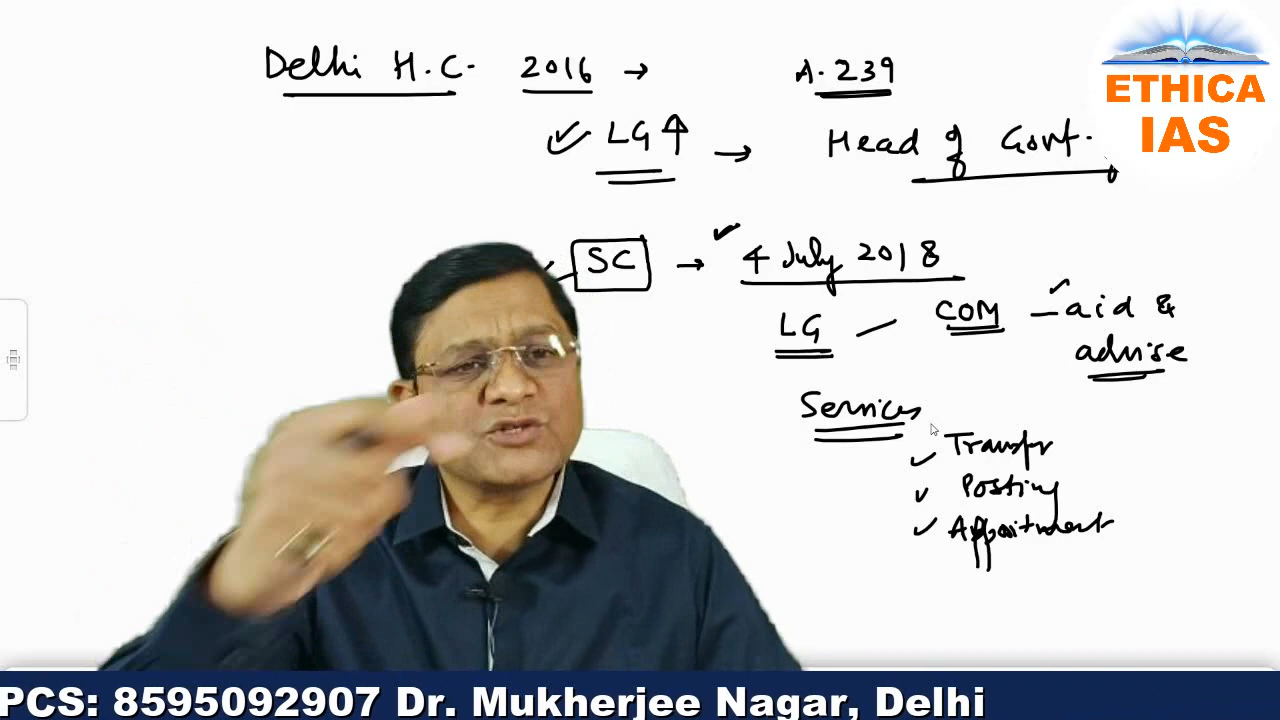 Delhi H.C. 2016 → A. 239
LG ↑ → Head of Govt.
SC → 4 July 2018
LG — COM — aid &
advise
Services
Transfr
Posting
Appoitment
ETHICA
IAS
PCS: 8595092907 Dr. Mukherjee Nagar, Delhi